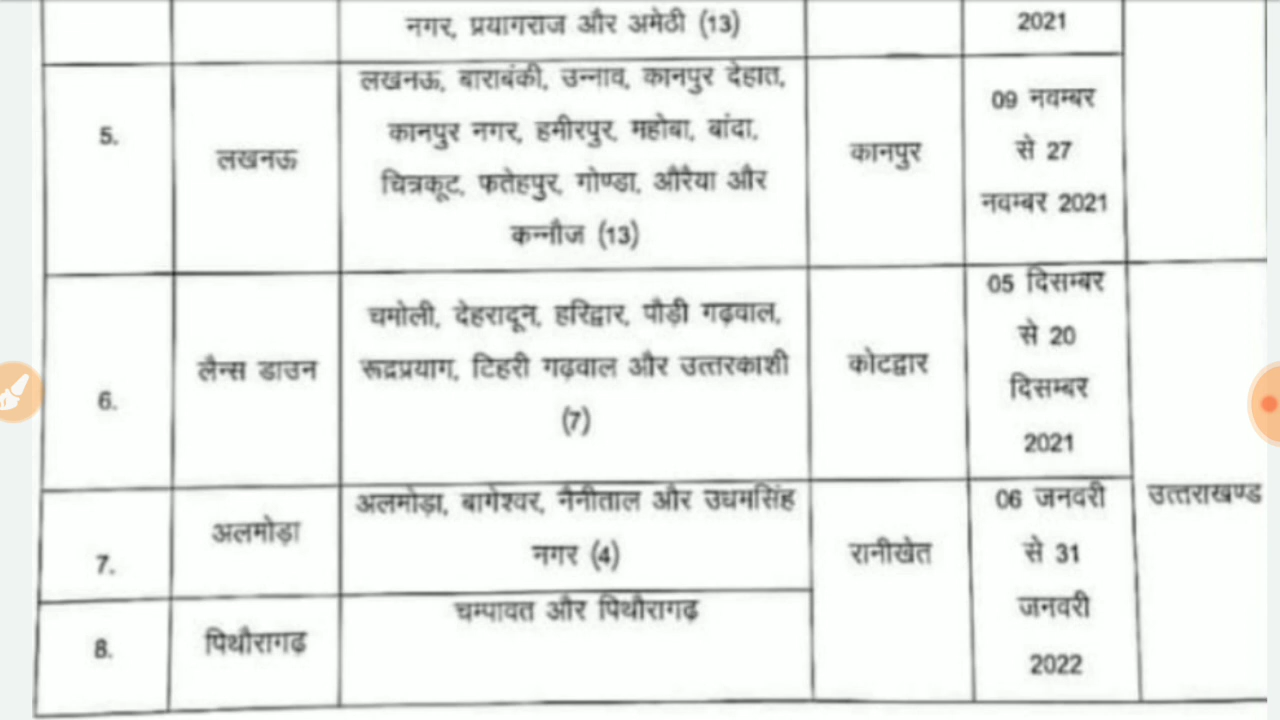 नगर, प्रयागराज और अमेठी (13)
2021
5.
लखनऊ
लखनऊ, बाराबंकी, उन्नाव, कानपुर देहात,
कानपुर नगर, हमीरपुर, महोबा, बांदा,
चित्रकूट, फतेहपुर, गोण्डा, औरैया और
कन्नौज (13)
कानपुर
09 नवम्बर
से 27
नवम्बर 2021
6.
लैन्स डाउन
चमोली, देहरादून, हरिद्वार, पौड़ी गढ़वाल,
रूद्रप्रयाग, टिहरी गढ़वाल और उत्तरकाशी
(7)
कोटद्वार
05 दिसम्बर
से 20
दिसम्बर
2021
7.
अलमोड़ा
अलमोड़ा, बागेश्वर, नैनीताल और उधमसिंह
नगर (4)
रानीखेत
06 जनवरी
से 31
जनवरी
2022
उत्तराखण्ड
8.
पिथौरागढ़
चम्पावत और पिथौरागढ़